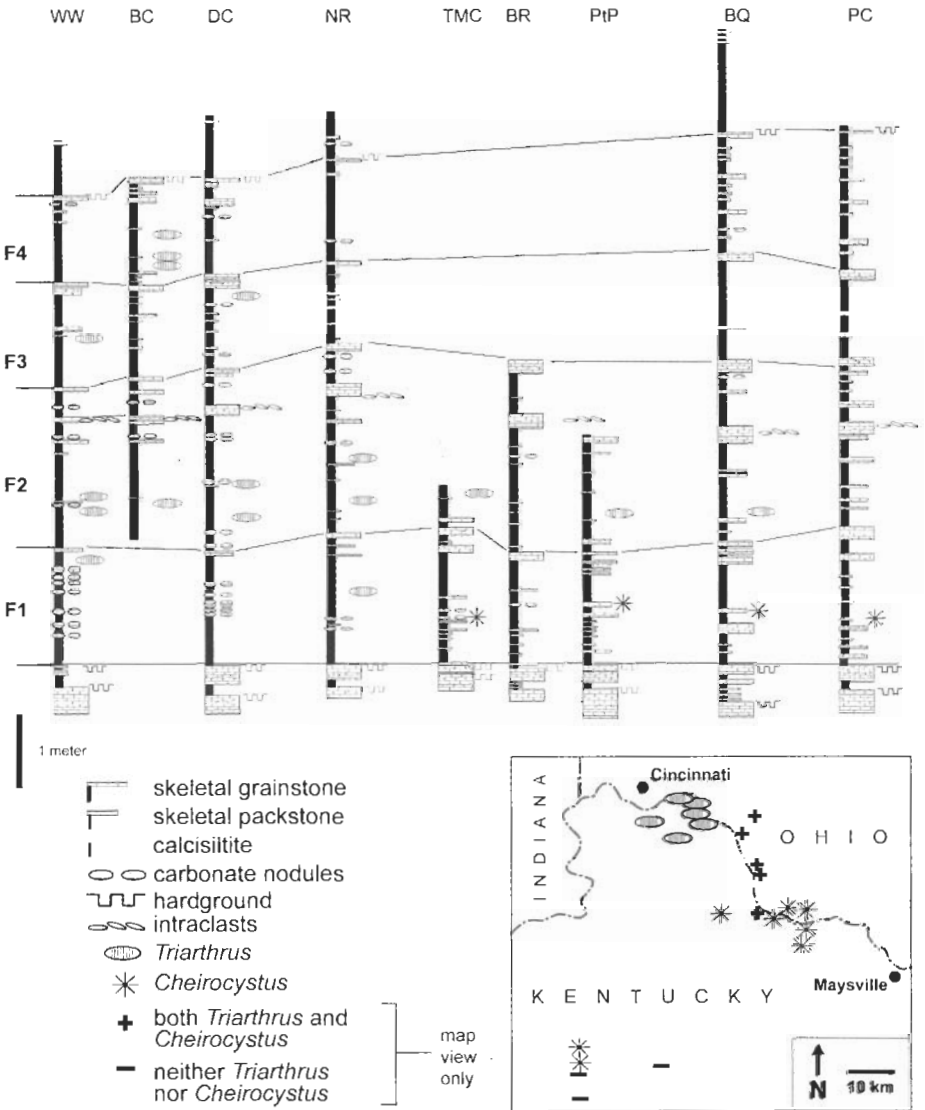 WW BC DC NR TMC BR PtP BQ PC
F4
F3
F2
F1
1 meter
skeletal grainstone
skeletal packstone
calcisiltite
carbonate nodules
hardground
intraclasts
Triarthrus
Cheirocystus
both Triarthrus and
Cheirocystus
neither Triarthrus
nor Cheirocystus
map
view
only
Cincinnati
INDIANA
OHIO
Maysville
KENTUCKY
N
10 km